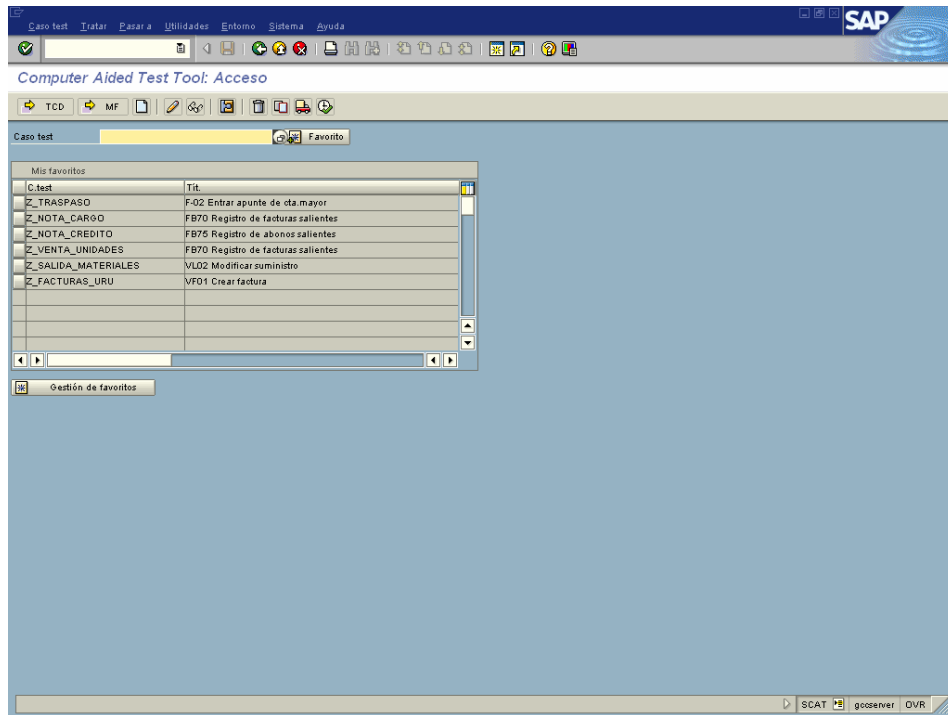 Caso test Tratar Pasar a Utilidades Entorno Sistema Ayuda
SAP
Computer Aided Test Tool: Acceso
TCD MF
Caso test Favorito
Mis favoritos
C.test Tít.
Z_TRASPASO F-02 Entrar apunte de cta.mayor
Z_NOTA_CARGO FB70 Registro de facturas salientes
Z_NOTA_CREDITO FB75 Registro de abonos salientes
Z_VENTA_UNIDADES FB70 Registro de facturas salientes
Z_SALIDA_MATERIALES VL02 Modificar suministro
Z_FACTURAS_URU VF01 Crear factura
Gestión de favoritos
SCAT gcoserver OVR